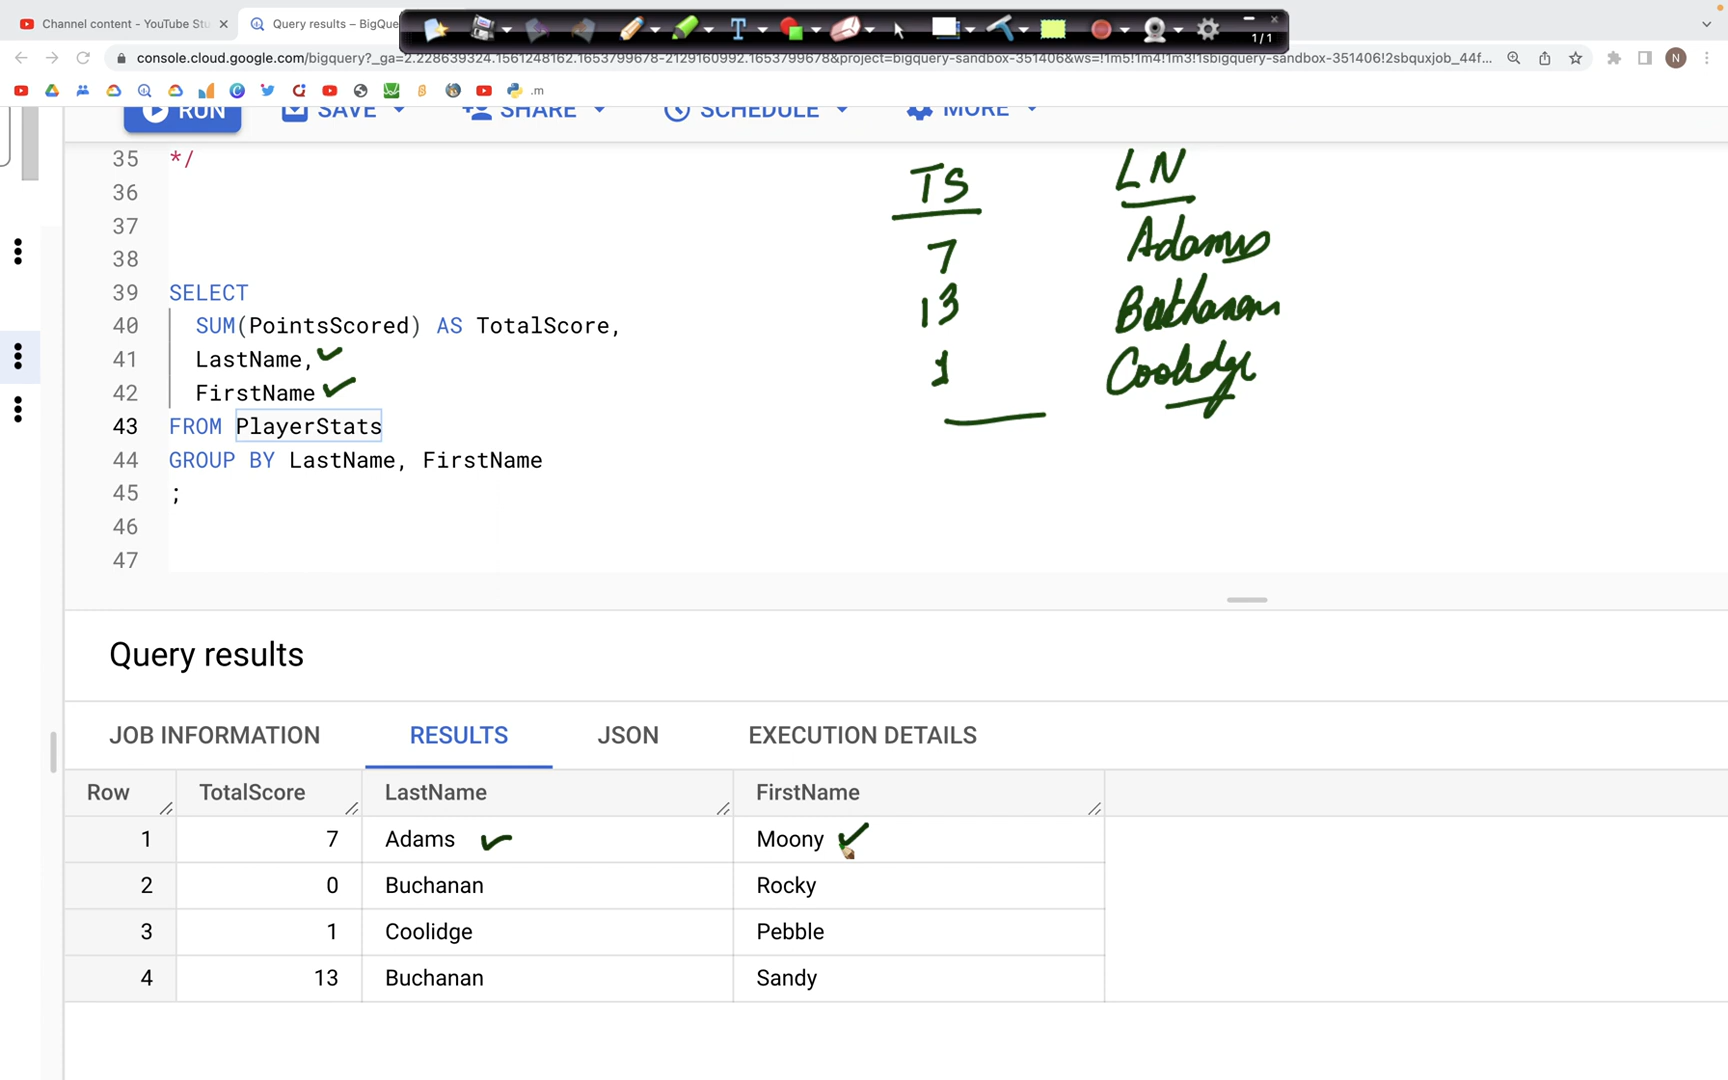 Channel content - YouTube Stu
Query results – BigQue
1/1
console.cloud.google.com/bigquery?_ga=2.228639324.1561248162.1653799678-2129160992.1653799678&project=bigquery-sandbox-351406&ws=!1m5!1m4!1m3!1sbigquery-sandbox-351406!2sbquxjob_44f...
N
.m
RUN
SAVE
SHARE
SCHEDULE
MORE
35 */
36
37
38
39 SELECT
40 SUM(PointsScored) AS TotalScore,
41 LastName,
42 FirstName
43 FROM PlayerStats
44 GROUP BY LastName, FirstName
45 ;
46
47
TS LN
7 Adams
13 Buchanan
1 Coolidge
Query results
JOB INFORMATION RESULTS JSON EXECUTION DETAILS
Row TotalScore LastName FirstName
1 7 Adams Moony
2 0 Buchanan Rocky
3 1 Coolidge Pebble
4 13 Buchanan Sandy